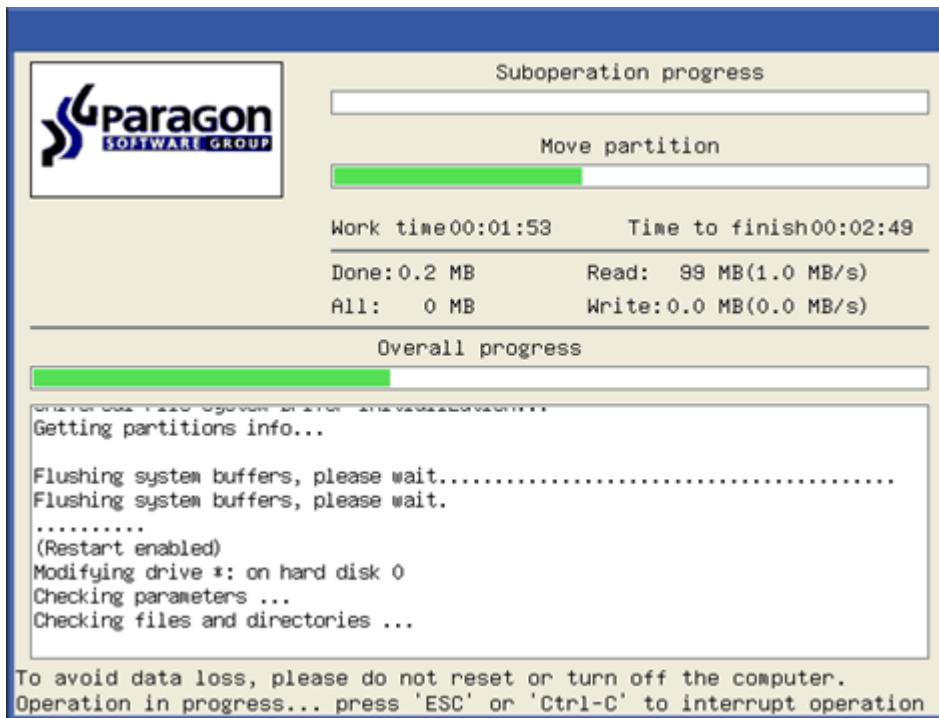 Paragon
SOFTWARE GROUP
Suboperation progress
Move partition
Work time00:01:53 Time to finish00:02:49
Done:0.2 MB Read: 99 MB(1.0 MB/s)
All: 0 MB Write:0.0 MB(0.0 MB/s)
Overall progress
Getting partitions info...
Flushing system buffers, please wait..........................................
Flushing system buffers, please wait.
..........
(Restart enabled)
Modifying drive *: on hard disk 0
Checking parameters ...
Checking files and directories ...
To avoid data loss, please do not reset or turn off the computer.
Operation in progress... press 'ESC' or 'Ctrl-C' to interrupt operation